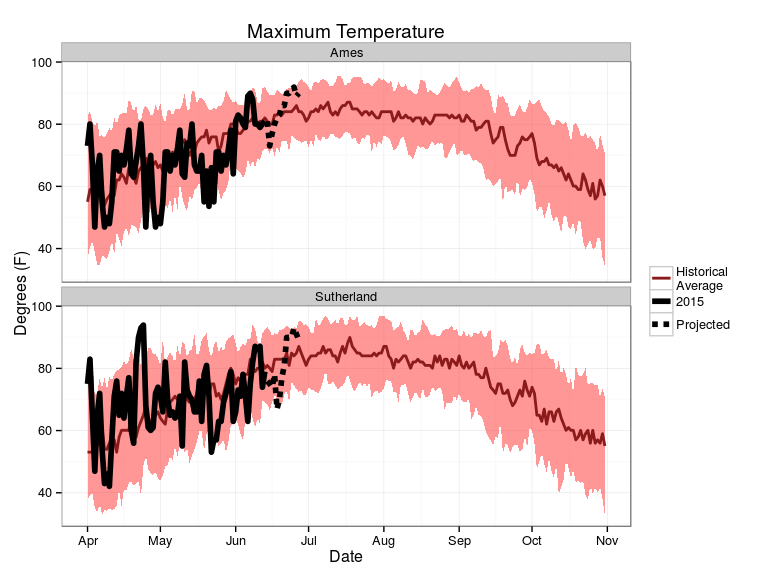 Maximum Temperature
Ames
100
80
60
40
Sutherland
100
80
60
40
Apr May Jun Jul Aug Sep Oct Nov
Date
Degrees (F)
Historical
Average
2015
Projected